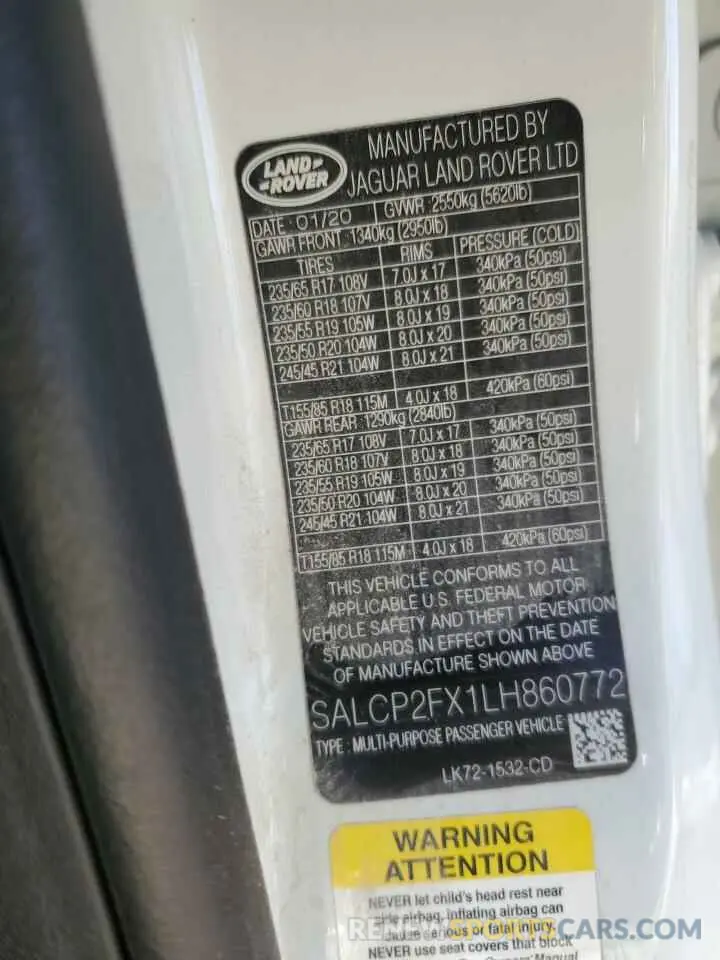 LAND ROVER
MANUFACTURED BY
JAGUAR LAND ROVER LTD
DATE : 01/20 GVWR : 2550kg (5620lb)
GAWR FRONT : 1340kg (2950lb)
TIRES RIMS PRESSURE (COLD)
235/65 R17 108V 7.0J x 17 340kPa (50psi)
235/60 R18 107V 8.0J x 18 340kPa (50psi)
235/55 R19 105W 8.0J x 19 340kPa (50psi)
235/50 R20 104W 8.0J x 20 340kPa (50psi)
245/45 R21 104W 8.0J x 21 340kPa (50psi)
T155/85 R18 115M 4.0J x 18 420kPa (60psi)
GAWR REAR : 1290kg (2840lb)
235/65 R17 108V 7.0J x 17 340kPa (50psi)
235/60 R18 107V 8.0J x 18 340kPa (50psi)
235/55 R19 105W 8.0J x 19 340kPa (50psi)
235/50 R20 104W 8.0J x 20 340kPa (50psi)
245/45 R21 104W 8.0J x 21 340kPa (50psi)
T155/85 R18 115M 4.0J x 18 420kPa (60psi)
THIS VEHICLE CONFORMS TO ALL
APPLICABLE U.S. FEDERAL MOTOR
VEHICLE SAFETY AND THEFT PREVENTION
STANDARDS IN EFFECT ON THE DATE
OF MANUFACTURE SHOWN ABOVE
SALCP2FX1LH860772
TYPE : MULTI-PURPOSE PASSENGER VEHICLE
LK72-1532-CD
WARNING
ATTENTION
NEVER let child's head rest near
side airbag, inflating airbag can
cause serious or fatal injury.
NEVER use seat covers that block
Owners' Manual